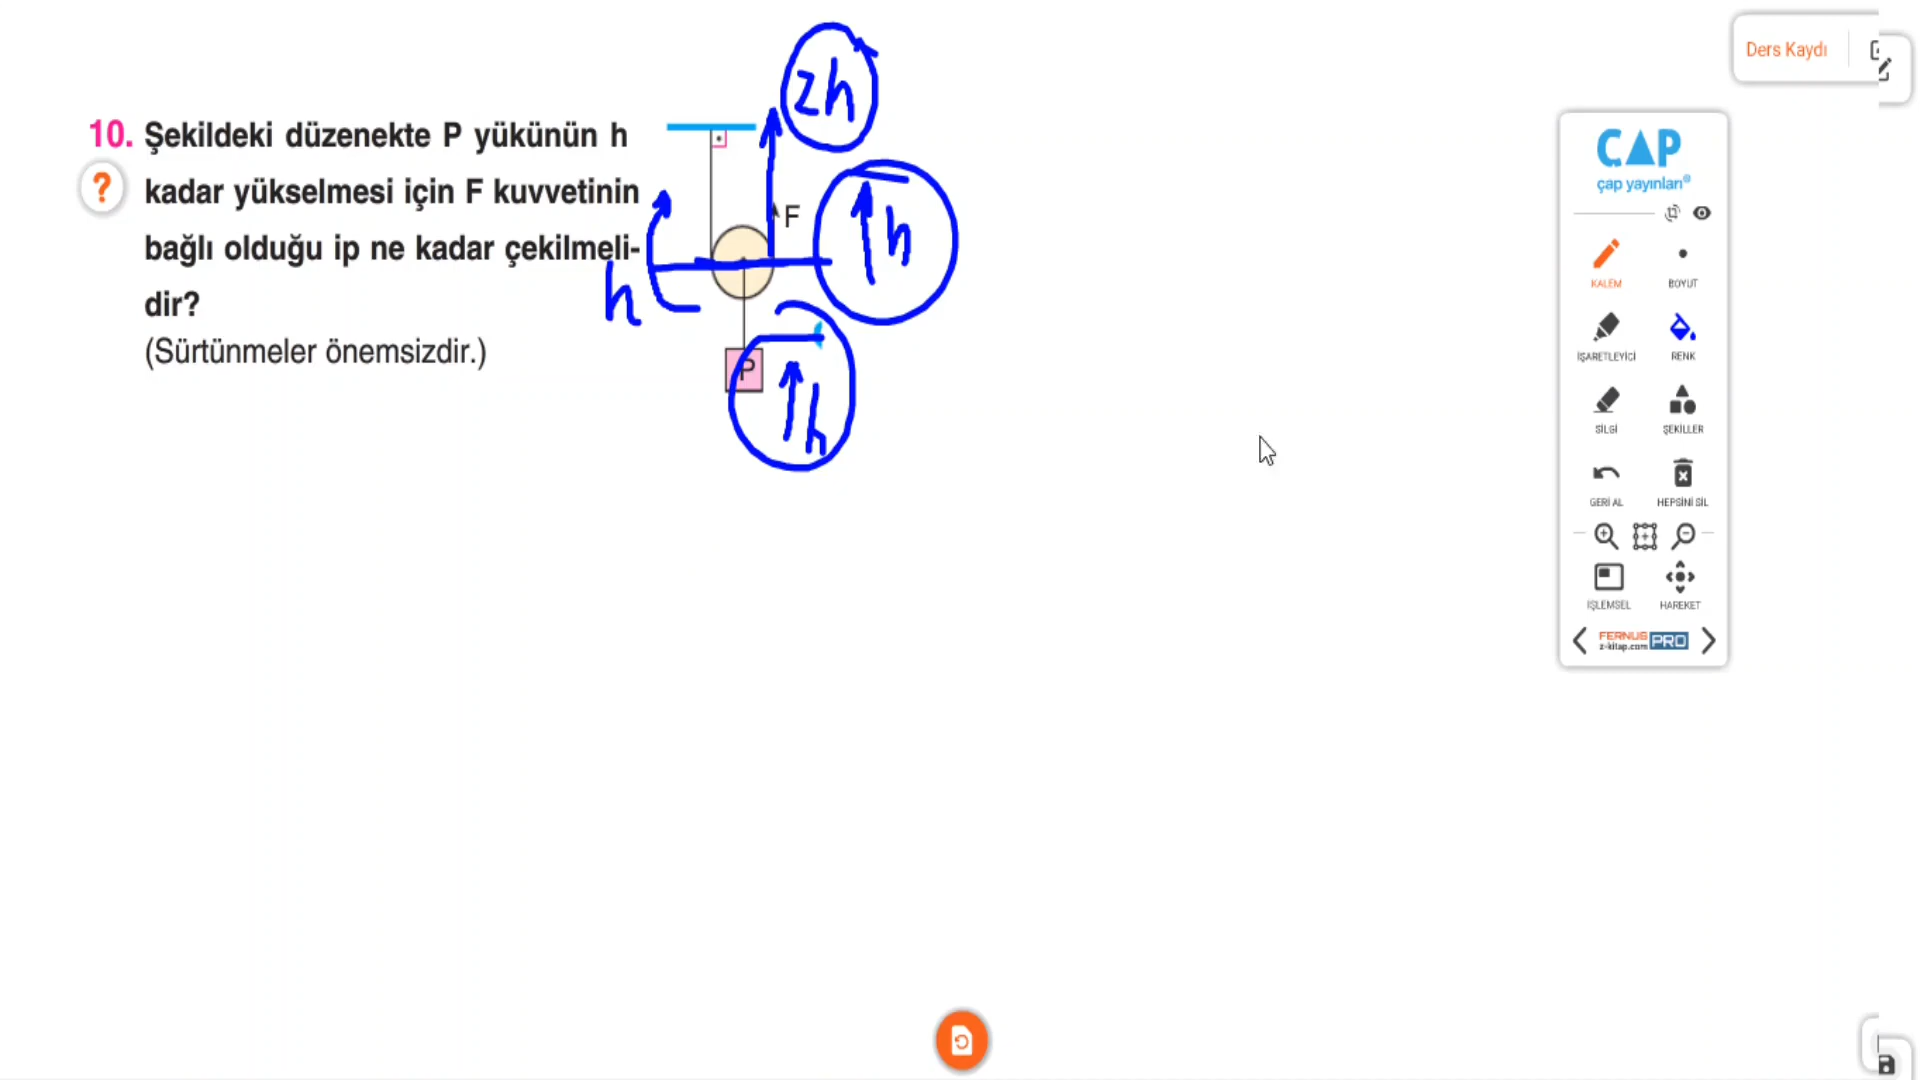 Ders Kaydı
10. Şekildeki düzenekte P yükünün h
? kadar yükselmesi için F kuvvetinin
bağlı olduğu ip ne kadar çekilmeli-
dir?
(Sürtünmeler önemsizdir.)
2h
F
h
h
P
h
ÇAP
çap yayınları®
KALEM
BOYUT
İŞARETLEYİCİ
RENK
SİLGİ
ŞEKİLLER
GERİ AL
HEPSİNİ SİL
İŞLEMSEL
HAREKET
FERNUS PRO
z-kitap.com